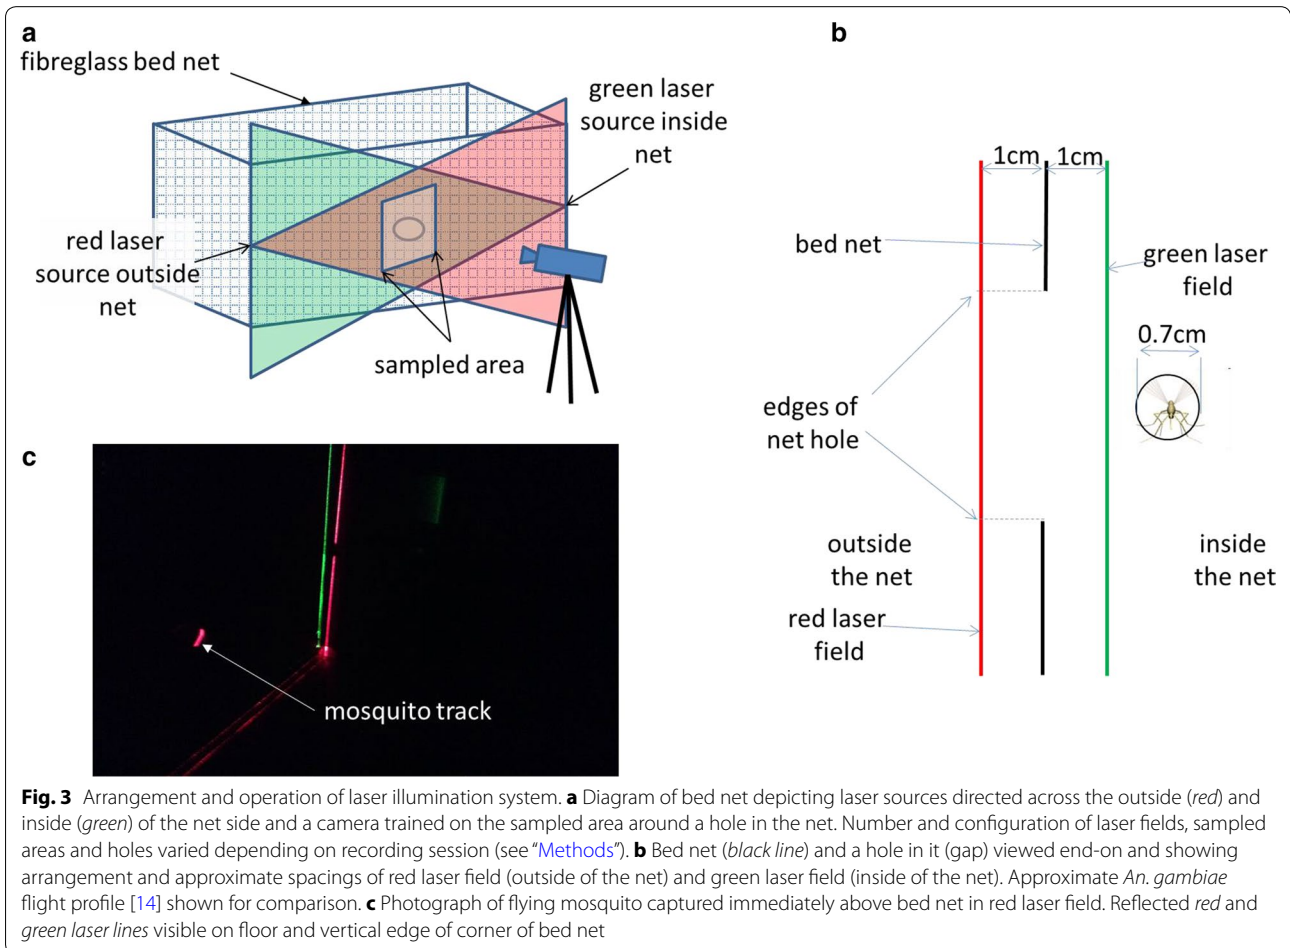 a
fibreglass bed net
green laser
source inside
net
red laser
source outside
net
sampled area
b
1cm 1cm
bed net
green laser
field
0.7cm
edges of
net hole
outside
the net
inside
the net
red laser
field
c
mosquito track
Fig. 3 Arrangement and operation of laser illumination system. a Diagram of bed net depicting laser sources directed across the outside (red) and
inside (green) of the net side and a camera trained on the sampled area around a hole in the net. Number and configuration of laser fields, sampled
areas and holes varied depending on recording session (see “Methods”). b Bed net (black line) and a hole in it (gap) viewed end-on and showing
arrangement and approximate spacings of red laser field (outside of the net) and green laser field (inside of the net). Approximate An. gambiae
flight profile [14] shown for comparison. c Photograph of flying mosquito captured immediately above bed net in red laser field. Reflected red and
green laser lines visible on floor and vertical edge of corner of bed net